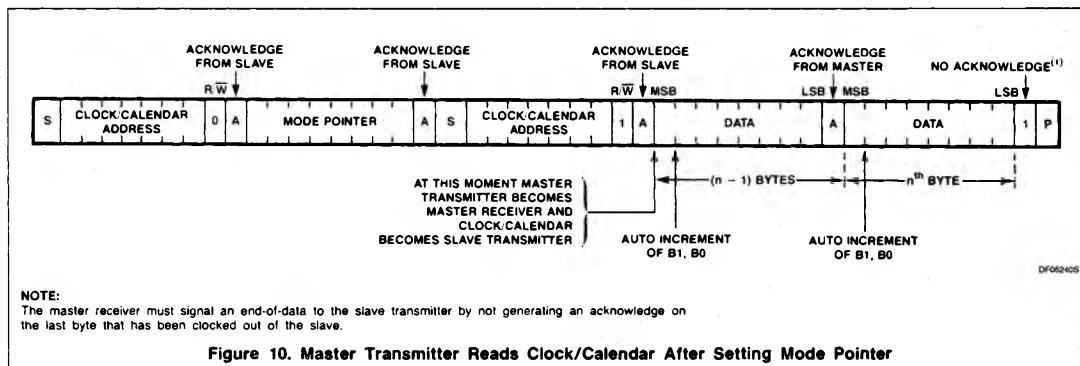 ACKNOWLEDGE
FROM SLAVE
ACKNOWLEDGE
FROM SLAVE
ACKNOWLEDGE
FROM SLAVE
ACKNOWLEDGE
FROM MASTER
NO ACKNOWLEDGE(1)
R/W̅
R/W̅
MSB
LSB
MSB
LSB
S
CLOCK/CALENDAR
ADDRESS
0
A
MODE POINTER
A
S
CLOCK/CALENDAR
ADDRESS
1
A
DATA
A
DATA
1
P
(n − 1) BYTES
nth BYTE
AT THIS MOMENT MASTER
TRANSMITTER BECOMES
MASTER RECEIVER AND
CLOCK/CALENDAR
BECOMES SLAVE TRANSMITTER
AUTO INCREMENT
OF B1, B0
AUTO INCREMENT
OF B1, B0
DF06240S
NOTE:
The master receiver must signal an end-of-data to the slave transmitter by not generating an acknowledge on
the last byte that has been clocked out of the slave.
Figure 10. Master Transmitter Reads Clock/Calendar After Setting Mode Pointer